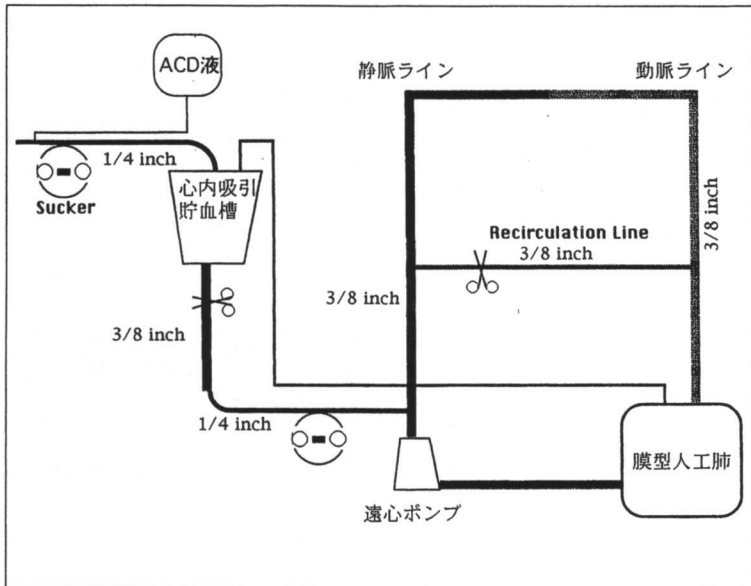 ACD液
静脈ライン
動脈ライン
1/4 inch
Sucker
心内吸引
貯血槽
3/8 inch
Recirculation Line
3/8 inch
3/8 inch
3/8 inch
1/4 inch
膜型人工肺
遠心ポンプ